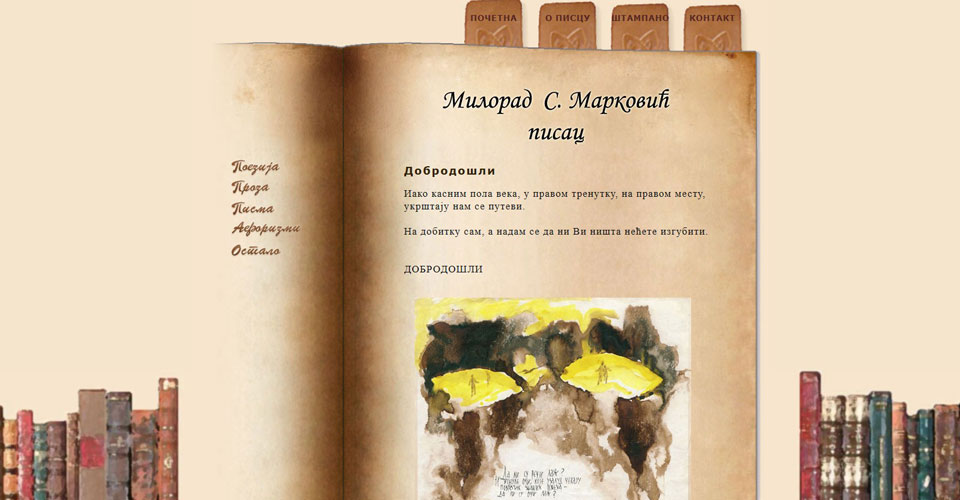 ПОЧЕТНА
О ПИСЦУ
ШТАМПАНО
КОНТАКТ
Милорад С. Марковић
писац
Поезија
Проза
Писма
Афоризми
Остало
Добродошли
Иако касним пола века, у правом тренутку, на правом месту,
укрштају нам се путеви.
На добитку сам, а надам се да ни Ви ништа нећете изгубити.
ДОБРОДОШЛИ